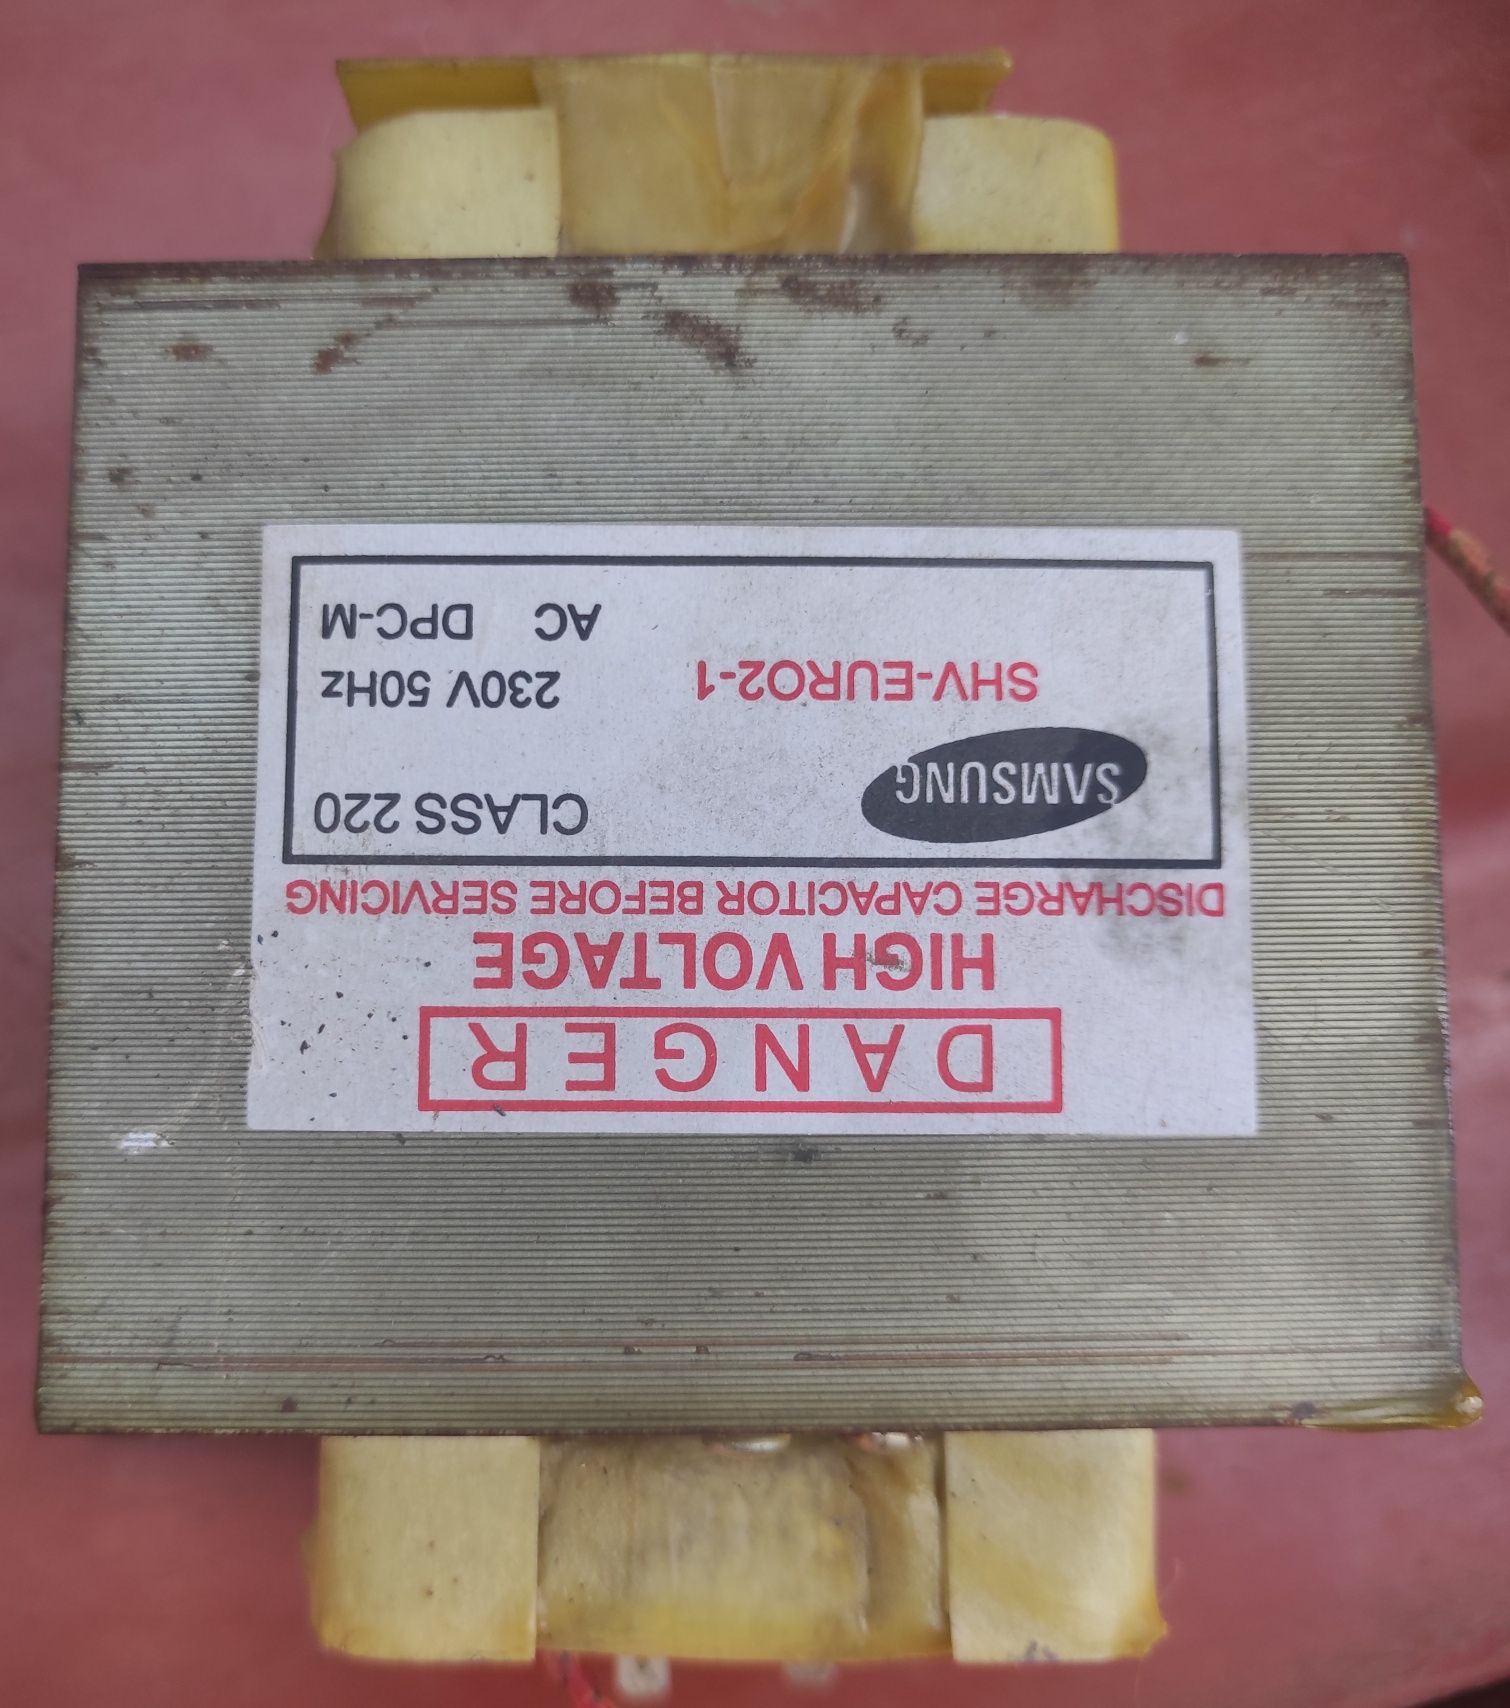 DANGER
HIGH VOLTAGE
DISCHARGE CAPACITOR BEFORE SERVICING
SAMSUNG CLASS 220
SHV-EURO2-1 230V 50Hz
AC DPC-M